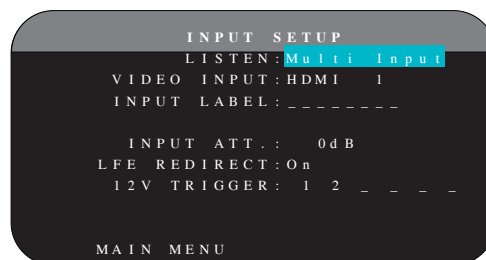 INPUT SETUP
LISTEN:Multi Input
VIDEO INPUT:HDMI 1
INPUT LABEL:________
INPUT ATT.: 0dB
LFE REDIRECT:On
12V TRIGGER: 1 2 _ _ _ _
MAIN MENU